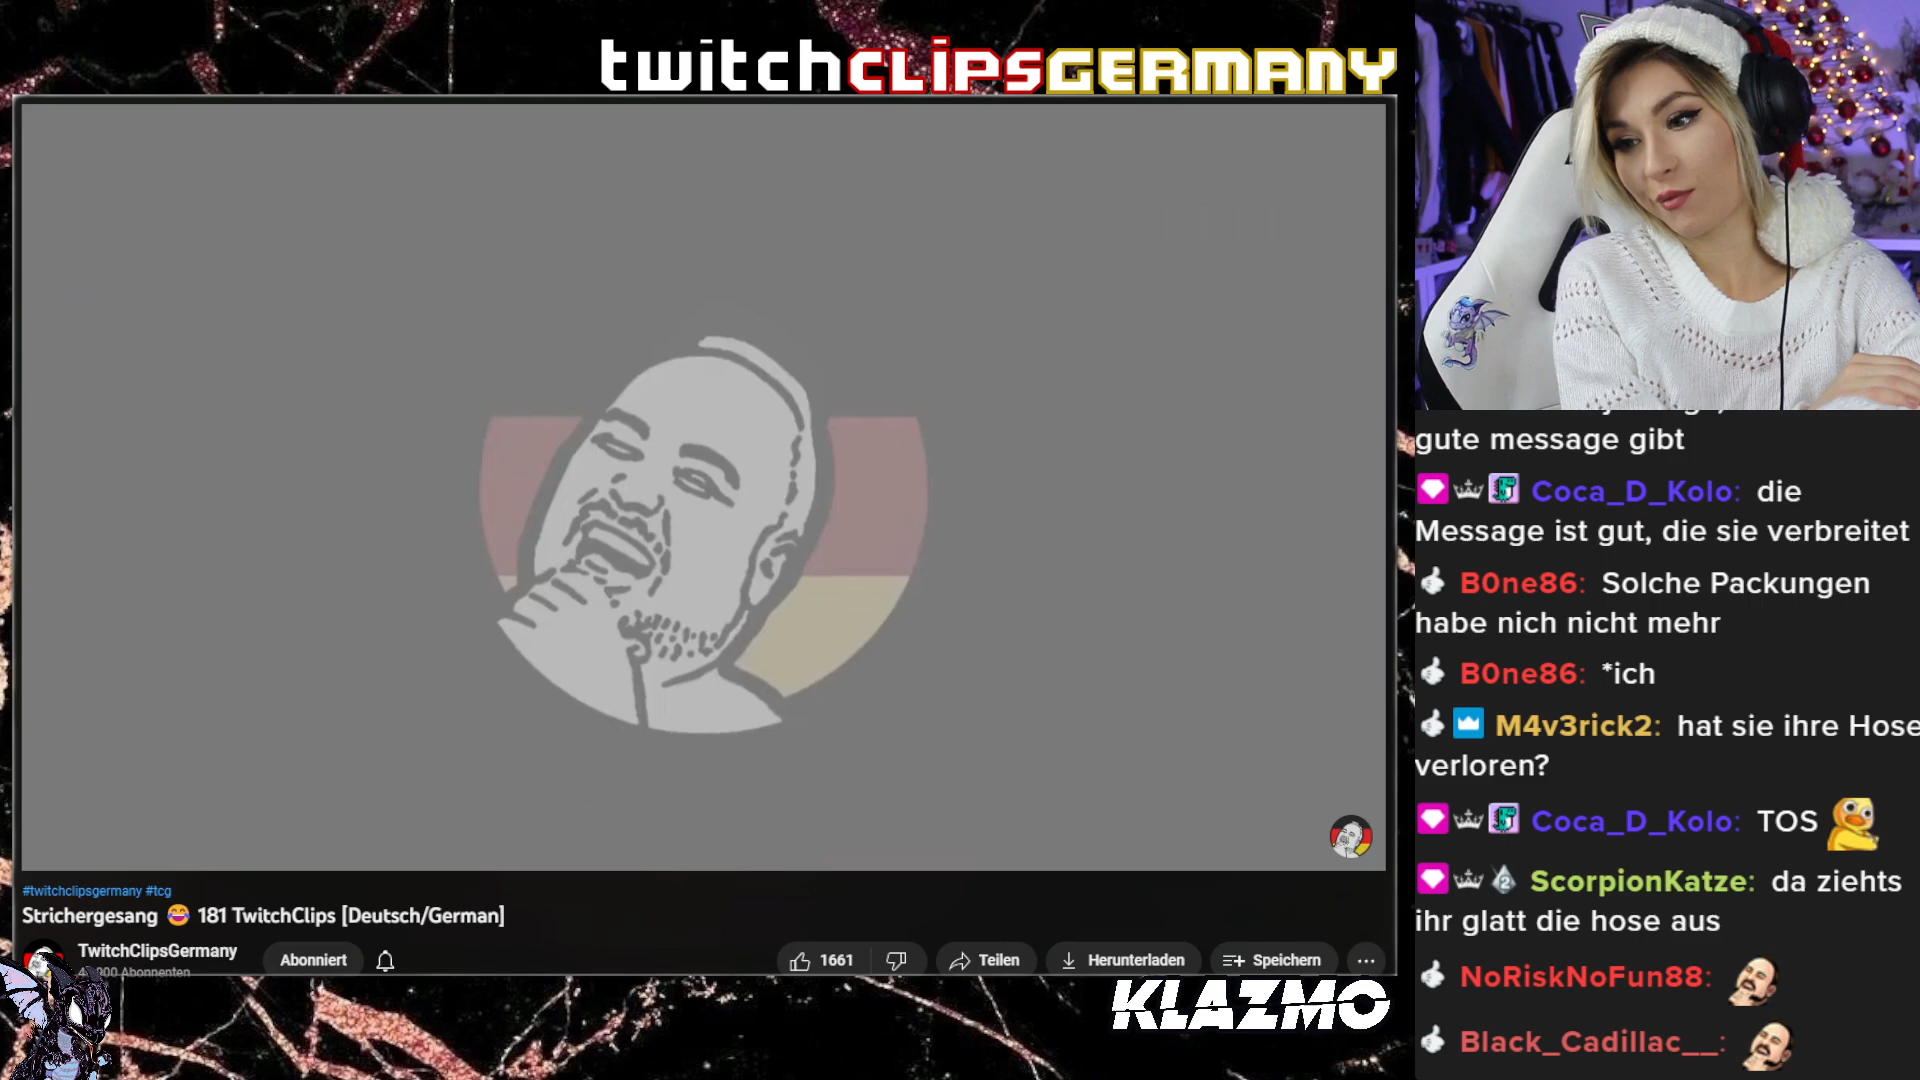 twitchCLIPSGERMANY
gute message gibt
Coca_D_Kolo: die
Message ist gut, die sie verbreitet
B0ne86: Solche Packungen
habe nich nicht mehr
B0ne86: *ich
M4v3rick2: hat sie ihre Hose
verloren?
Coca_D_Kolo: TOS
ScorpionKatze: da ziehts
2
ihr glatt die hose aus
NoRiskNoFun88:
Black_Cadillac__:
#twitchclipsgermany #tcg
Strichergesang 😂 181 TwitchClips [Deutsch/German]
TwitchClipsGermany
Abonnenten
Abonniert
1661
Teilen
Herunterladen
Speichern
KLAZMO